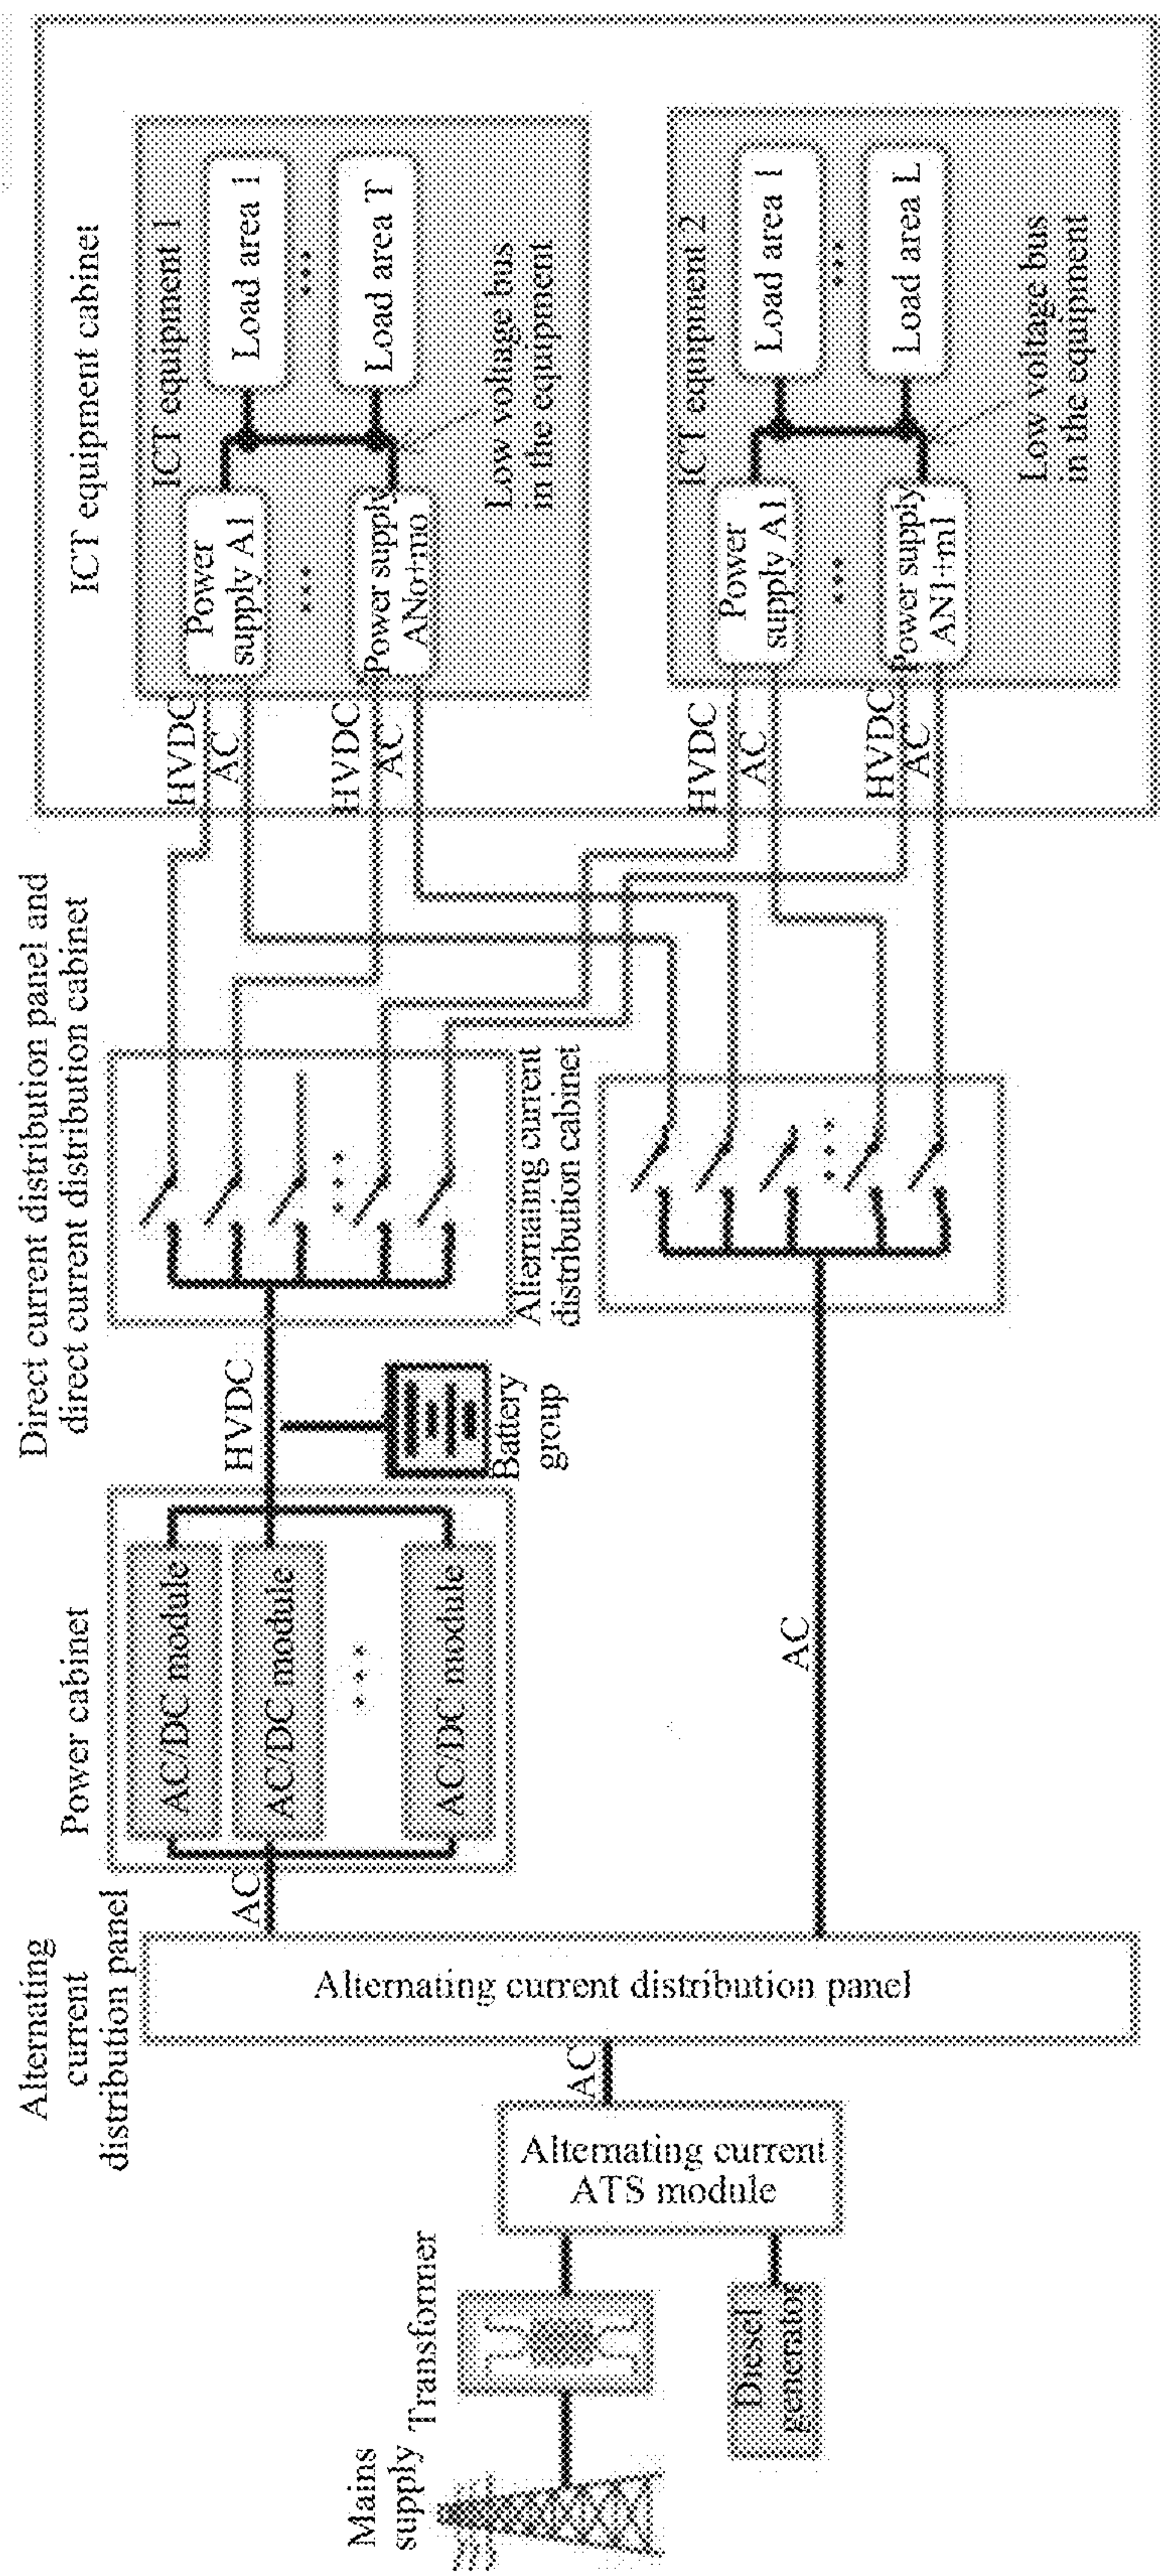 Mains
supply
Transformer
Diesel
generator
Alternating current
ATS module
AC
Alternating
current
distribution panel
Alternating current distribution panel
AC
AC
Power cabinet
AC/DC module
AC/DC module
...
AC/DC module
HVDC
Battery
group
Direct current distribution panel and
direct current distribution cabinet
...
Alternating current
distribution cabinet
...
ICT equipment cabinet
HVDC
AC
HVDC
AC
ICT equipment 1
Power
supply A1
...
Power supply
ANo+mo
Load area 1
...
Load area T
Low voltage bus
in the equipment
HVDC
AC
HVDC
AC
ICT equipment 2
Power
supply A1
...
Power supply
AN1+m1
Load area 1
...
Load area L
Low voltage bus
in the equipment